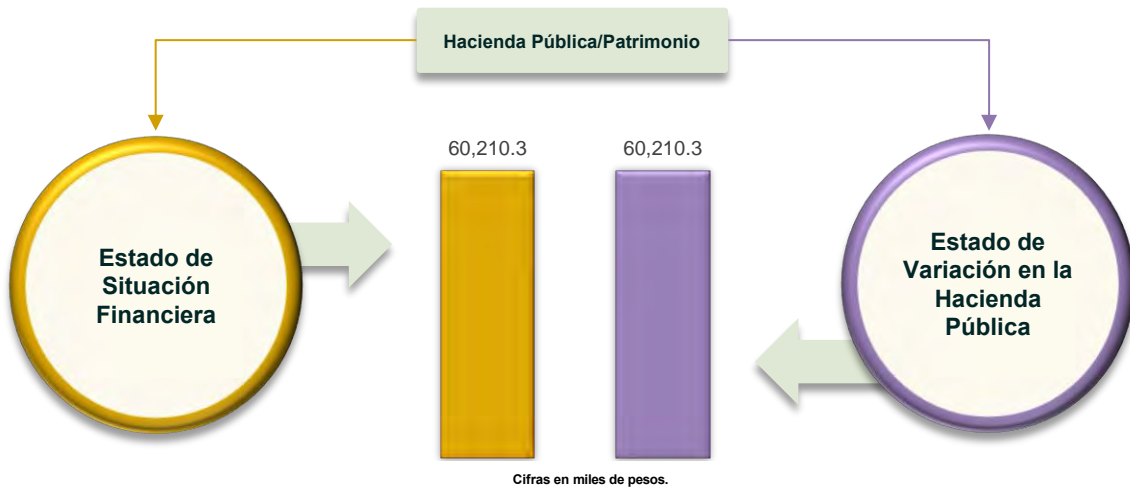 Hacienda Pública/Patrimonio
60,210.3
60,210.3
Estado de
Situación
Financiera
Estado de
Variación en la
Hacienda
Pública
Cifras en miles de pesos.